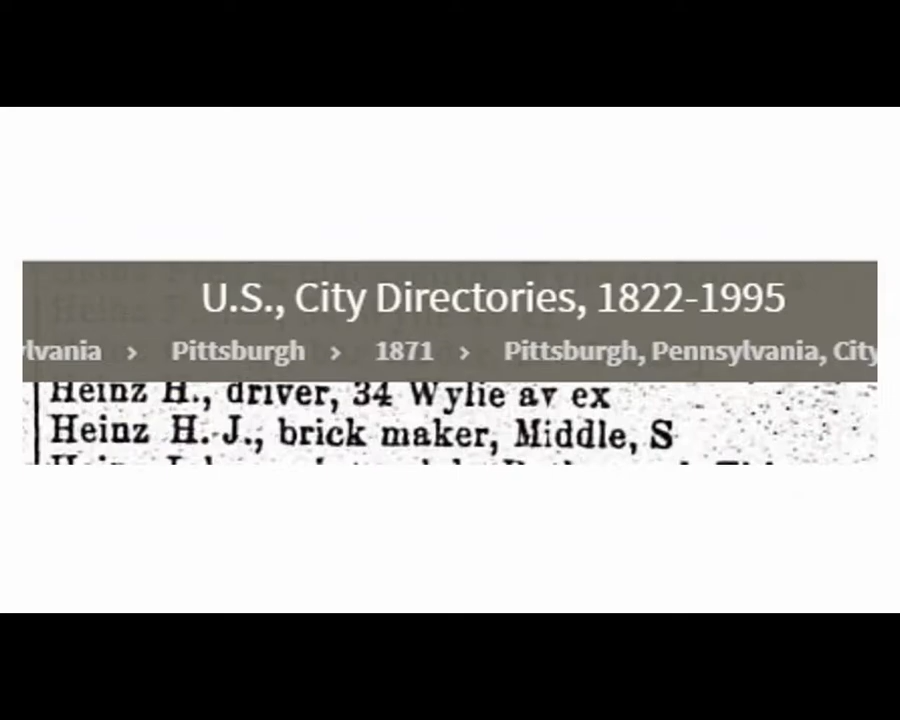 U.S., City Directories, 1822-1995
lvania › Pittsburgh › 1871 › Pittsburgh, Pennsylvania, City
Heinz H., driver, 34 Wylie av ex
Heinz H. J., brick maker, Middle, S